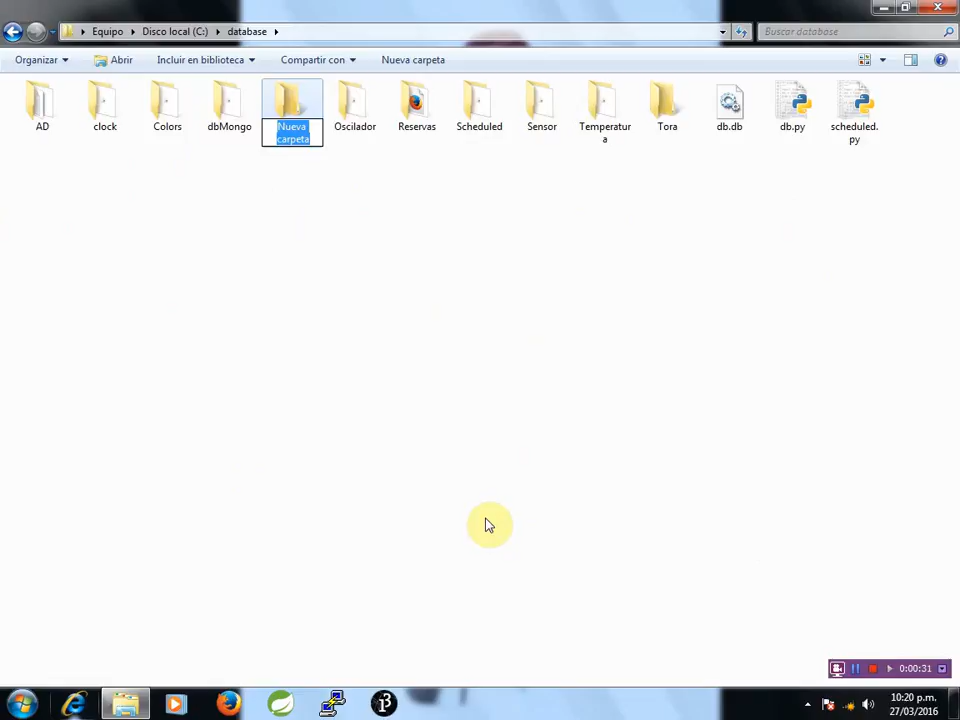 Equipo
Disco local (C:)
database
Buscar database
Organizar
Abrir
Incluir en biblioteca
Compartir con
Nueva carpeta
AD
clock
Colors
dbMongo
Nueva
carpeta
Oscilador
Reservas
Scheduled
Sensor
Temperatur
a
Tora
db.db
db.py
scheduled.
py
0:00:31
10:20 p.m.
27/03/2016